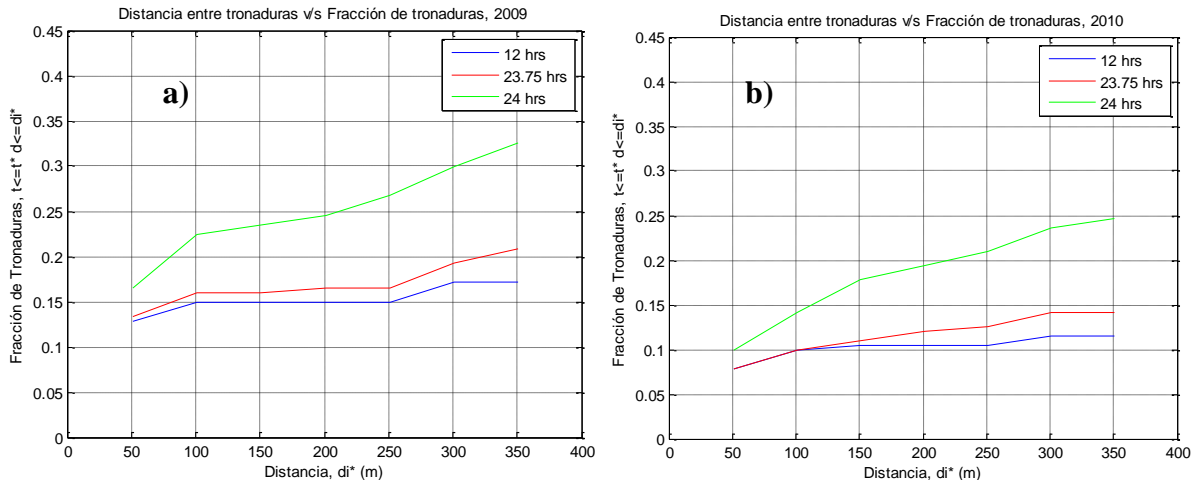 Distancia entre tronaduras v/s Fracción de tronaduras, 2009
a)
12 hrs
23.75 hrs
24 hrs
Fracción de Tronaduras, t<=t* d<=di*
0.45
0.4
0.35
0.3
0.25
0.2
0.15
0.1
0.05
0
0 50 100 150 200 250 300 350 400
Distancia, di* (m)
Distancia entre tronaduras v/s Fracción de tronaduras, 2010
b)
12 hrs
23.75 hrs
24 hrs
Fracción de Tronaduras, t<=t* d<=di*
0.45
0.4
0.35
0.3
0.25
0.2
0.15
0.1
0.05
0
0 50 100 150 200 250 300 350 400
Distancia, di* (m)